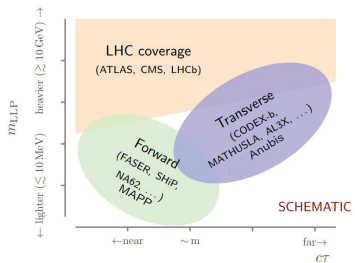 LHC coverage
(ATLAS, CMS, LHCb)
Transverse
(CODEX-b,
MATHUSLA, AL3X, ...)
Anubis
Forward
(FASER, SHiP,
NA62, ...)
MAPP
SCHEMATIC
m_LLP
← lighter (≲ 10 MeV)
heavier (≳ 10 GeV) →
←near
∼ m
far→
cτ